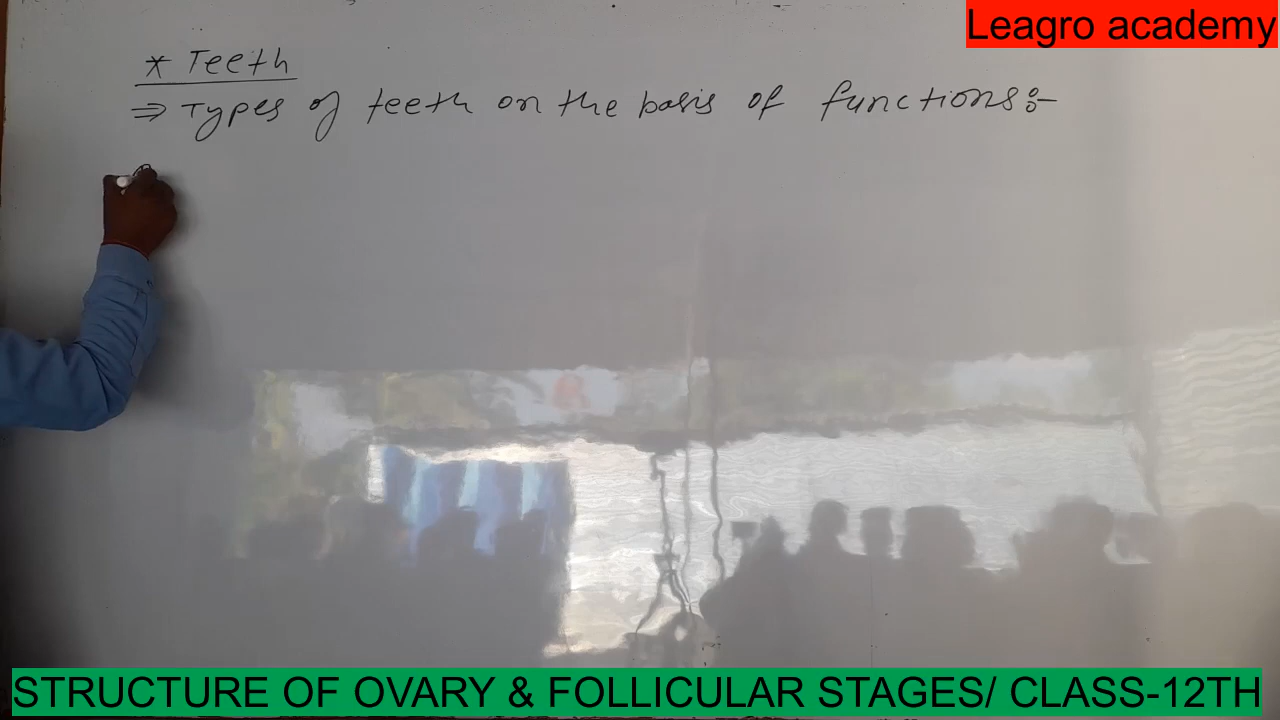 Leagro academy
* Teeth
⇒ Types of teeth on the basis of functions:-
STRUCTURE OF OVARY & FOLLICULAR STAGES/ CLASS-12TH